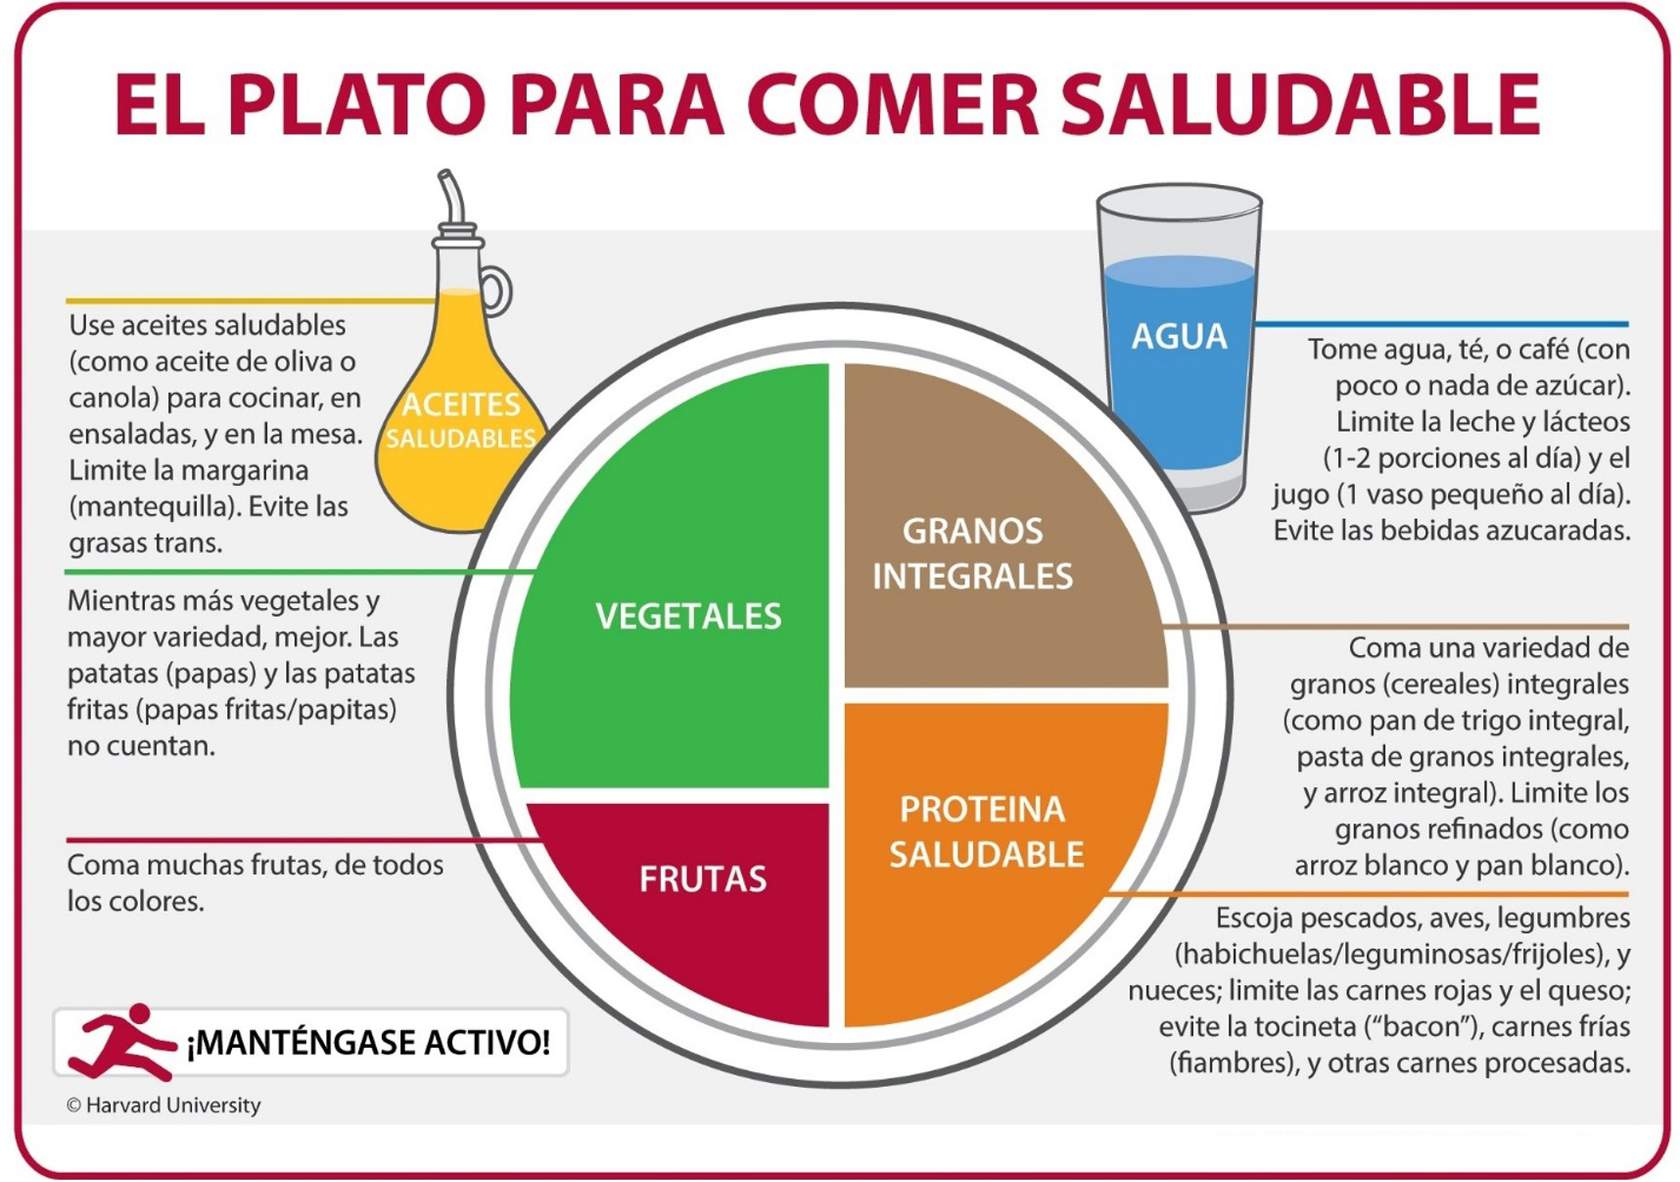 EL PLATO PARA COMER SALUDABLE
Use aceites saludables
(como aceite de oliva o
canola) para cocinar, en
ensaladas, y en la mesa.
Limite la margarina
(mantequilla). Evite las
grasas trans.
ACEITES
SALUDABLES
AGUA
Tome agua, té, o café (con
poco o nada de azúcar).
Limite la leche y lácteos
(1-2 porciones al día) y el
jugo (1 vaso pequeño al día).
Evite las bebidas azucaradas.
Mientras más vegetales y
mayor variedad, mejor. Las
patatas (papas) y las patatas
fritas (papas fritas/papitas)
no cuentan.
VEGETALES
GRANOS
INTEGRALES
Coma una variedad de
granos (cereales) integrales
(como pan de trigo integral,
pasta de granos integrales,
y arroz integral). Limite los
granos refinados (como
arroz blanco y pan blanco).
Coma muchas frutas, de todos
los colores.
FRUTAS
PROTEINA
SALUDABLE
Escoja pescados, aves, legumbres
(habichuelas/leguminosas/frijoles), y
nueces; limite las carnes rojas y el queso;
evite la tocineta (“bacon”), carnes frías
(fiambres), y otras carnes procesadas.
¡MANTÉNGASE ACTIVO!
© Harvard University